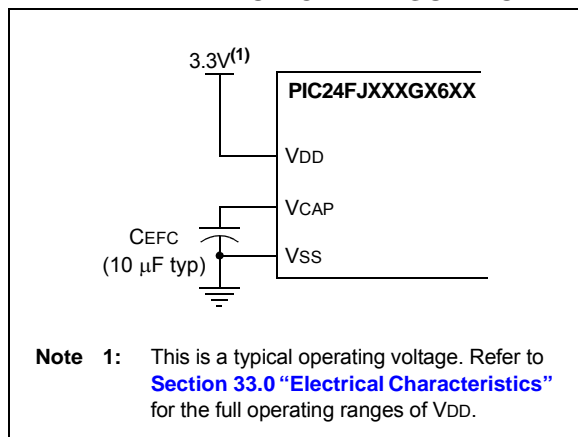 3.3V(1)
PIC24FJXXXGX6XX
VDD
VCAP
CEFC
(10 μF typ)
VSS
Note 1: This is a typical operating voltage. Refer to
Section 33.0 “Electrical Characteristics”
for the full operating ranges of VDD.